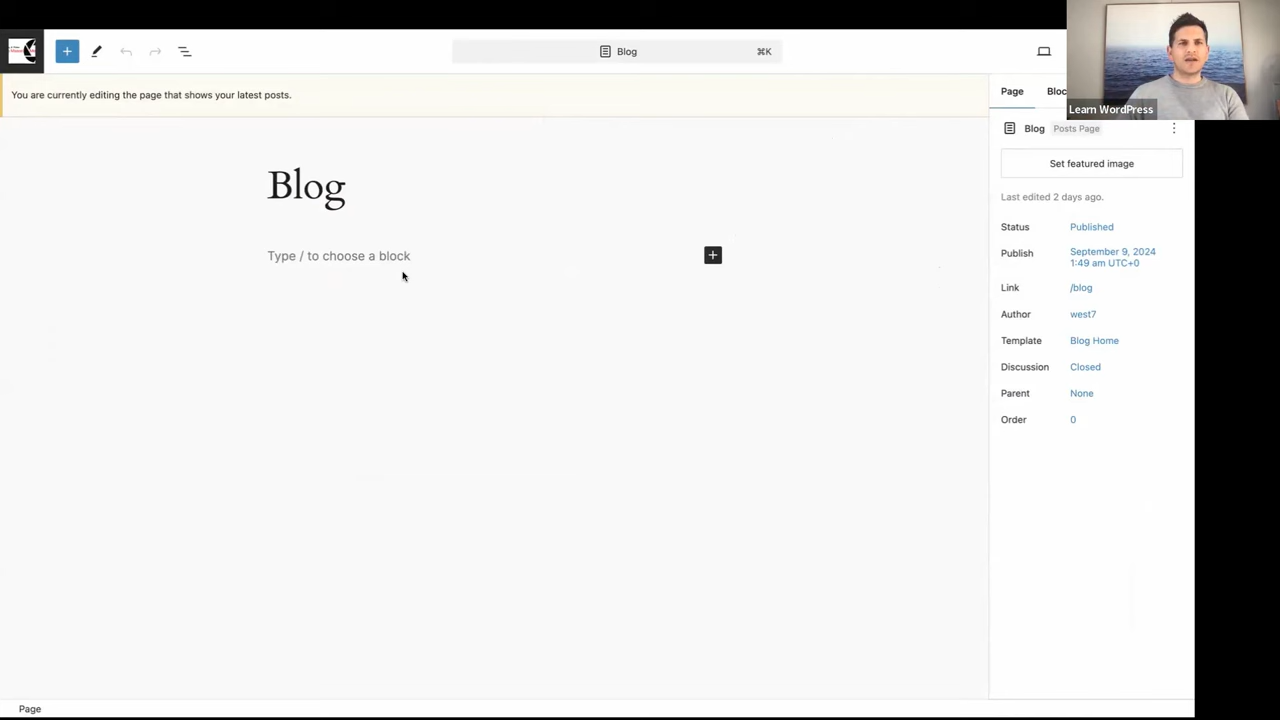 Blog
⌘K
You are currently editing the page that shows your latest posts.
Page
Learn WordPress
Blog
Posts Page
Set featured image
Last edited 2 days ago.
Status
Published
Publish
September 9, 2024
1:49 am UTC+0
Link
/blog
Author
west7
Template
Blog Home
Discussion
Closed
Parent
None
Order
0
Blog
Type / to choose a block
Page